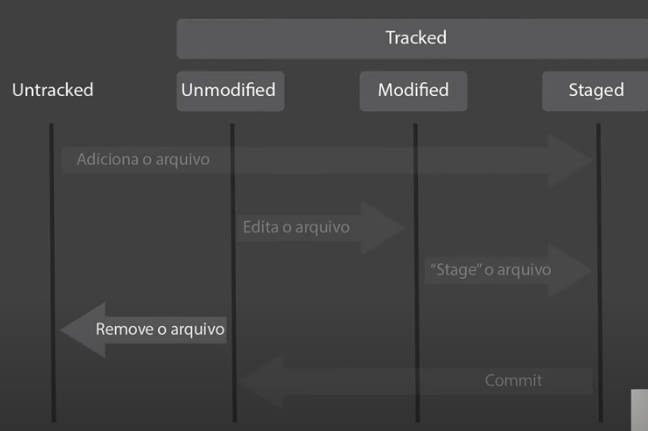 Tracked
Untracked
Unmodified
Modified
Staged
Adiciona o arquivo
Edita o arquivo
“Stage” o arquivo
Remove o arquivo
Commit